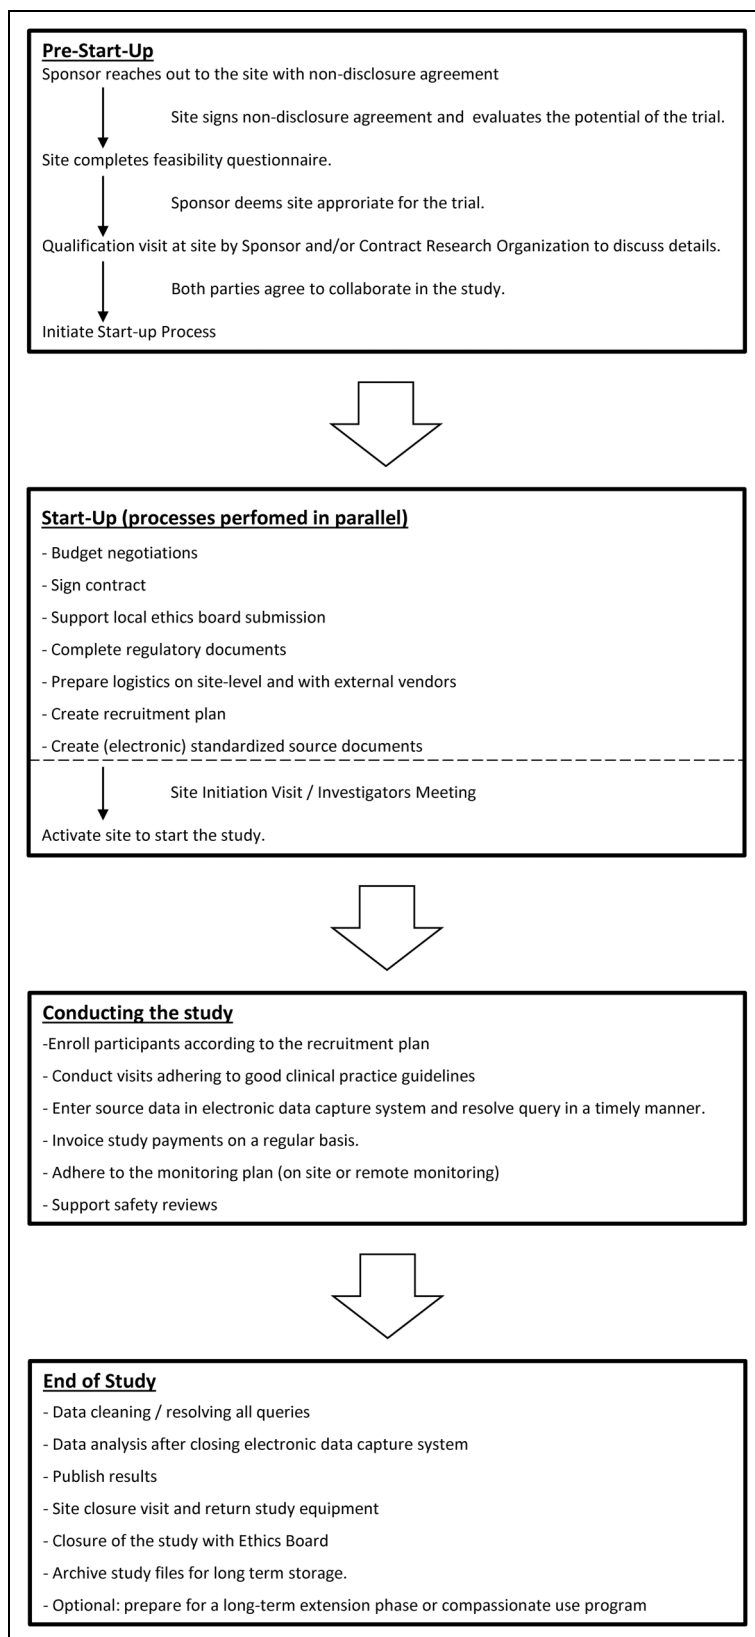 Pre-Start-Up
Sponsor reaches out to the site with non-disclosure agreement
Site signs non-disclosure agreement and evaluates the potential of the trial.
Site completes feasibility questionnaire.
Sponsor deems site approriate for the trial.
Qualification visit at site by Sponsor and/or Contract Research Organization to discuss details.
Both parties agree to collaborate in the study.
Initiate Start-up Process
Start-Up (processes perfomed in parallel)
- Budget negotiations
- Sign contract
- Support local ethics board submission
- Complete regulatory documents
- Prepare logistics on site-level and with external vendors
- Create recruitment plan
- Create (electronic) standardized source documents
Site Initiation Visit / Investigators Meeting
Activate site to start the study.
Conducting the study
-Enroll participants according to the recruitment plan
- Conduct visits adhering to good clinical practice guidelines
- Enter source data in electronic data capture system and resolve query in a timely manner.
- Invoice study payments on a regular basis.
- Adhere to the monitoring plan (on site or remote monitoring)
- Support safety reviews
End of Study
- Data cleaning / resolving all queries
- Data analysis after closing electronic data capture system
- Publish results
- Site closure visit and return study equipment
- Closure of the study with Ethics Board
- Archive study files for long term storage.
- Optional: prepare for a long-term extension phase or compassionate use program